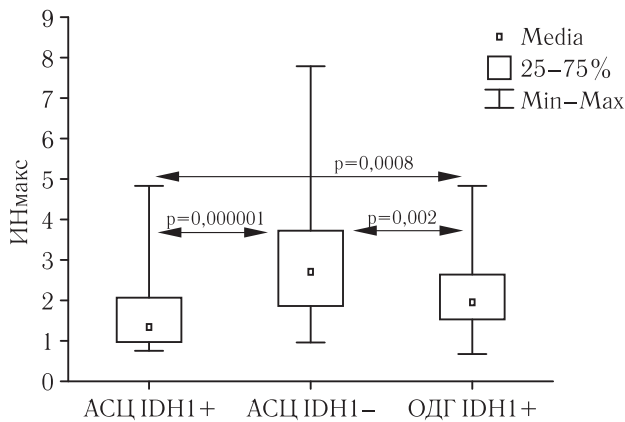 9
8
7
6
5
4
3
2
1
0
ИНмакс
Media
25–75%
Min–Max
p=0,0008
p=0,000001
p=0,002
АСЦ IDH1+
АСЦ IDH1–
ОДГ IDH1+